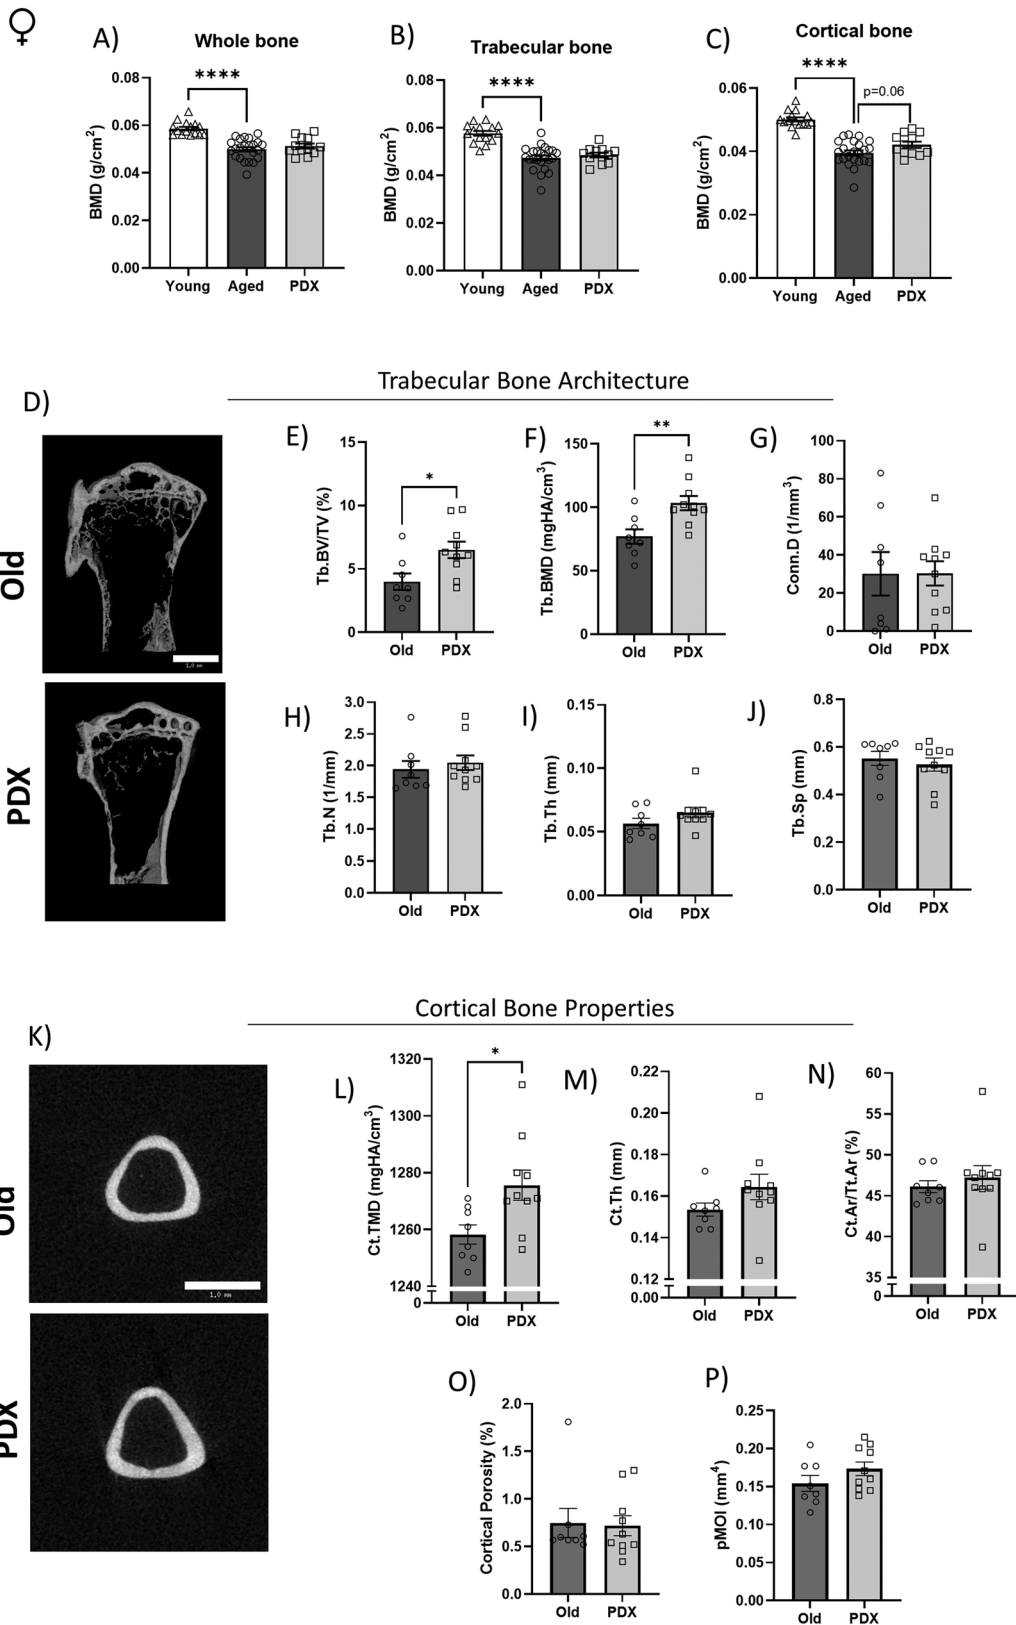 ♀
A)
Whole bone
****
BMD (g/cm²)
0.08
0.06
0.04
0.02
0.00
Young Aged PDX
B)
Trabecular bone
****
BMD (g/cm²)
0.08
0.06
0.04
0.02
0.00
Young Aged PDX
C)
Cortical bone
****
p=0.06
BMD (g/cm²)
0.06
0.04
0.02
0.00
Young Aged PDX
Trabecular Bone Architecture
D)
Old
1.0 mm
PDX
E)
*
Tb.BV/TV (%)
15
10
5
0
Old PDX
F)
**
Tb.BMD (mgHA/cm³)
150
100
50
0
Old PDX
G)
Conn.D (1/mm³)
100
80
60
40
20
0
Old PDX
H)
Tb.N (1/mm)
3.0
2.5
2.0
1.5
1.0
0.5
0.0
Old PDX
I)
Tb.Th (mm)
0.15
0.10
0.05
0.00
Old PDX
J)
Tb.Sp (mm)
0.8
0.6
0.4
0.2
0.0
Old PDX
Cortical Bone Properties
K)
Old
1.0 mm
PDX
L)
*
Ct.TMD (mgHA/cm³)
1320
1300
1280
1260
1240
0
Old PDX
M)
Ct.Th (mm)
0.22
0.20
0.18
0.16
0.14
0.12
0.00
Old PDX
N)
Ct.Ar/Tt.Ar (%)
60
55
50
45
40
35
0
Old PDX
O)
Cortical Porosity (%)
2.0
1.5
1.0
0.5
0.0
Old PDX
P)
pMOI (mm⁴)
0.25
0.20
0.15
0.10
0.05
0.00
Old PDX